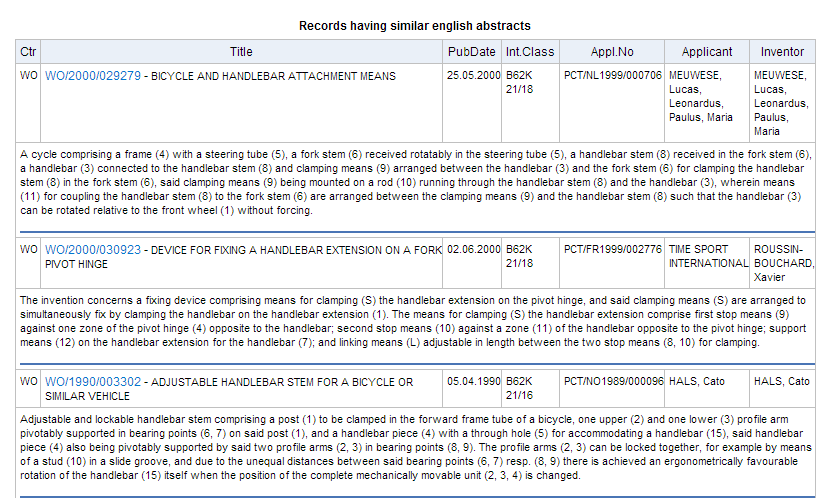 Records having similar english abstracts
Ctr Title PubDate Int.Class Appl.No Applicant Inventor
WO WO/2000/029279 - BICYCLE AND HANDLEBAR ATTACHMENT MEANS 25.05.2000 B62K 21/18 PCT/NL1999/000706 MEUWESE, Lucas, Leonardus, Paulus, Maria MEUWESE, Lucas, Leonardus, Paulus, Maria
A cycle comprising a frame (4) with a steering tube (5), a fork stem (6) received rotatably in the steering tube (5), a handlebar stem (8) received in the fork stem (6),
a handlebar (3) connected to the handlebar stem (8) and clamping means (9) arranged between the handlebar (3) and the fork stem (6) for clamping the handlebar
stem (8) in the fork stem (6), said clamping means (9) being mounted on a rod (10) running through the handlebar stem (8) and the handlebar (3), wherein means
(11) for coupling the handlebar stem (8) to the fork stem (6) are arranged between the clamping means (9) and the handlebar stem (8) such that the handlebar (3)
can be rotated relative to the front wheel (1) without forcing.
WO WO/2000/030923 - DEVICE FOR FIXING A HANDLEBAR EXTENSION ON A FORK PIVOT HINGE 02.06.2000 B62K 21/18 PCT/FR1999/002776 TIME SPORT INTERNATIONAL ROUSSIN-BOUCHARD, Xavier
The invention concerns a fixing device comprising means for clamping (S) the handlebar extension on the pivot hinge, and said clamping means (S) are arranged to
simultaneously fix by clamping the handlebar on the handlebar extension (1). The means for clamping (S) the handlebar extension comprise first stop means (9)
against one zone of the pivot hinge (4) opposite to the handlebar; second stop means (10) against a zone (11) of the handlebar opposite to the pivot hinge; support
means (12) on the handlebar extension for the handlebar (7); and linking means (L) adjustable in length between the two stop means (8, 10) for clamping.
WO WO/1990/003302 - ADJUSTABLE HANDLEBAR STEM FOR A BICYCLE OR SIMILAR VEHICLE 05.04.1990 B62K 21/16 PCT/NO1989/000096 HALS, Cato HALS, Cato
Adjustable and lockable handlebar stem comprising a post (1) to be clamped in the forward frame tube of a bicycle, one upper (2) and one lower (3) profile arm
pivotably supported in bearing points (6, 7) on said post (1), and a handlebar piece (4) with a through hole (5) for accommodating a handlebar (15), said handlebar
piece (4) also being pivotably supported by said two profile arms (2, 3) in bearing points (8, 9). The profile arms (2, 3) can be locked together, for example by means
of a stud (10) in a slide groove, and due to the unequal distances between said bearing points (6, 7) resp. (8, 9) there is achieved an ergonometrically favourable
rotation of the handlebar (15) itself when the position of the complete mechanically movable unit (2, 3, 4) is changed.